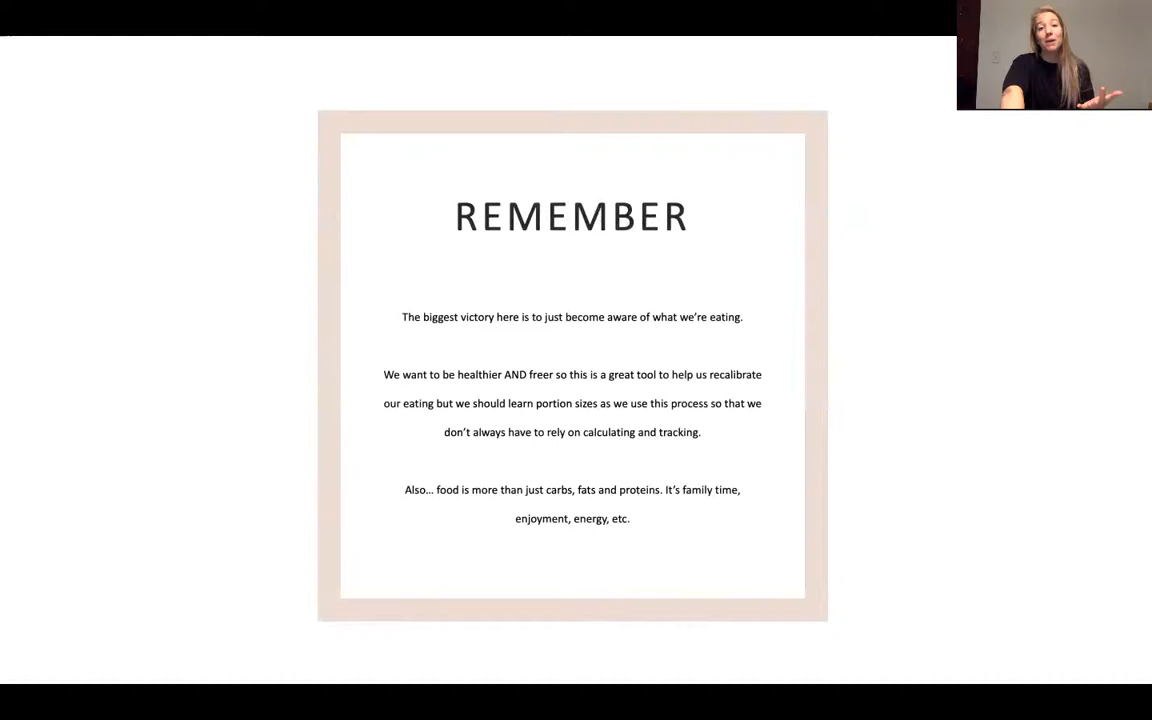 REMEMBER
The biggest victory here is to just become aware of what we’re eating.
We want to be healthier AND freer so this is a great tool to help us recalibrate
our eating but we should learn portion sizes as we use this process so that we
don’t always have to rely on calculating and tracking.
Also... food is more than just carbs, fats and proteins. It’s family time,
enjoyment, energy, etc.